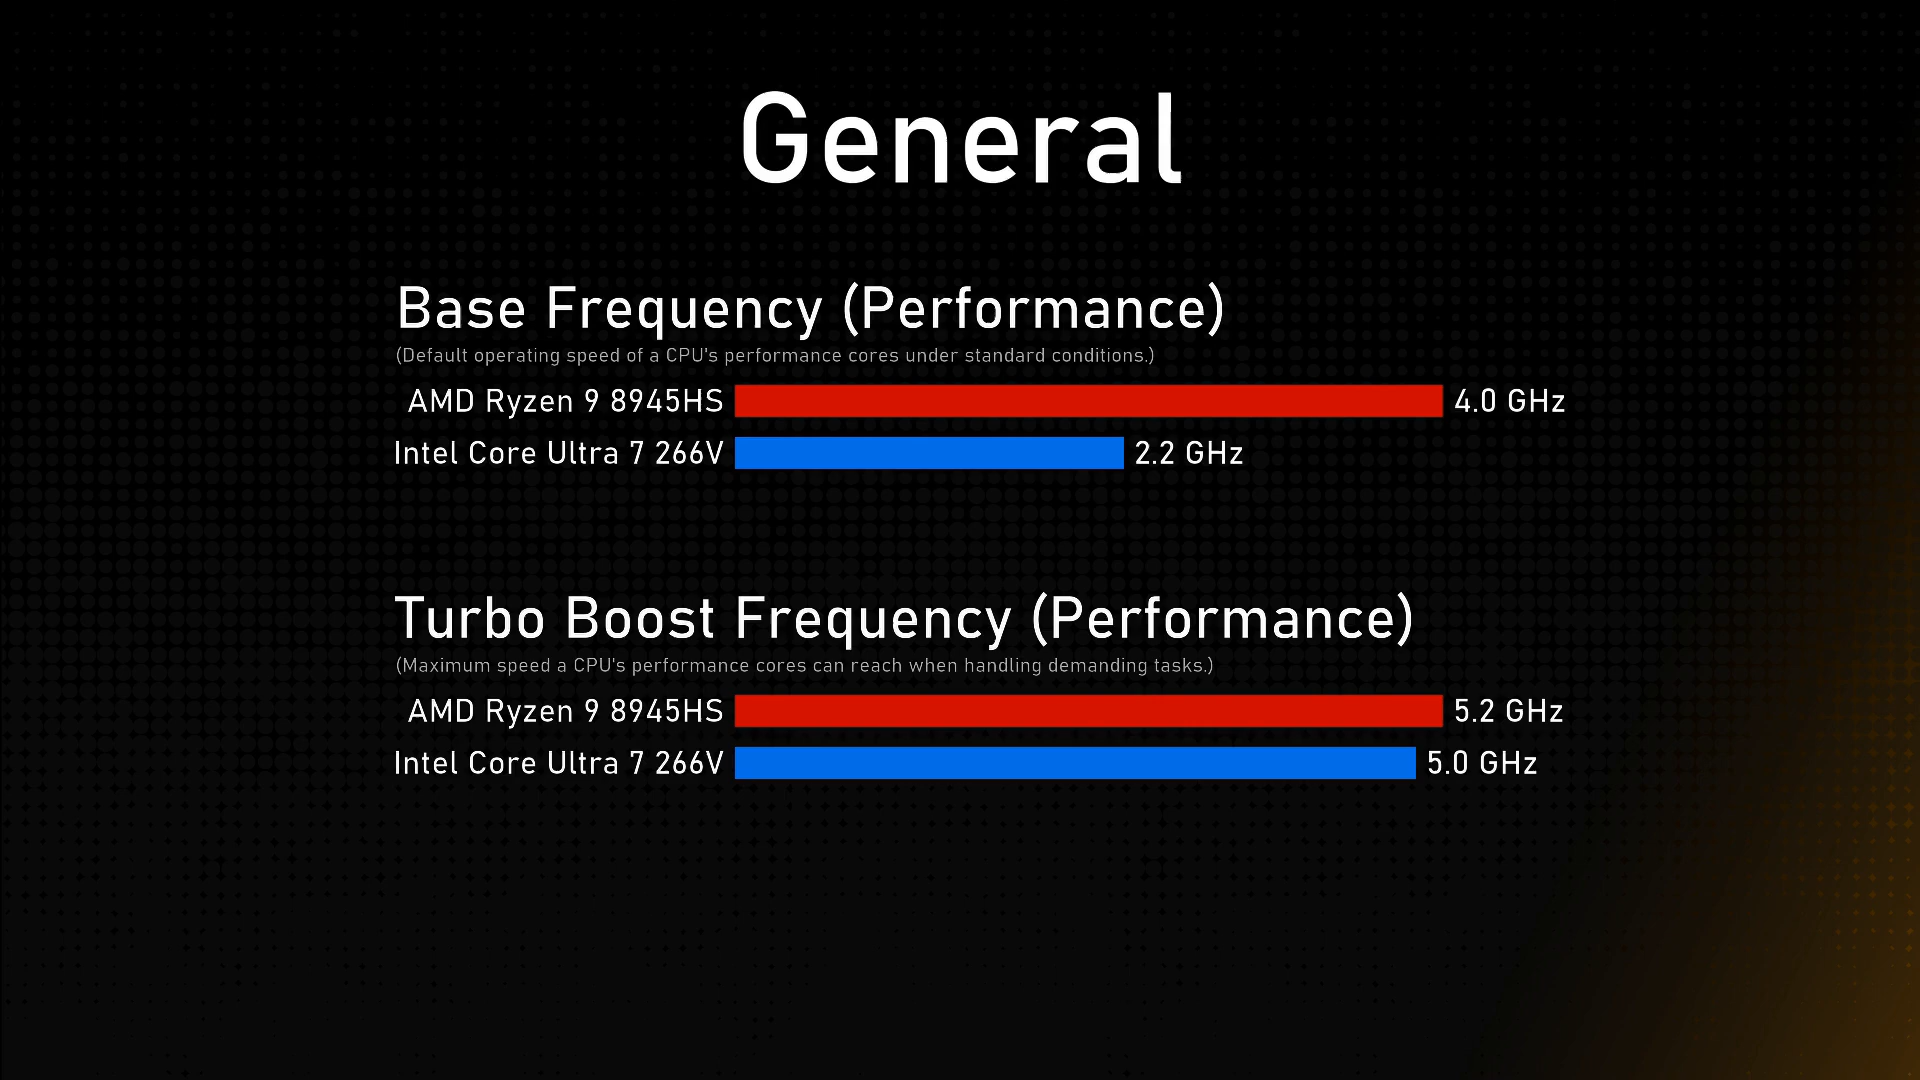 General
Base Frequency (Performance)
(Default operating speed of a CPU's performance cores under standard conditions.)
AMD Ryzen 9 8945HS 4.0 GHz
Intel Core Ultra 7 266V 2.2 GHz
Turbo Boost Frequency (Performance)
(Maximum speed a CPU's performance cores can reach when handling demanding tasks.)
AMD Ryzen 9 8945HS 5.2 GHz
Intel Core Ultra 7 266V 5.0 GHz